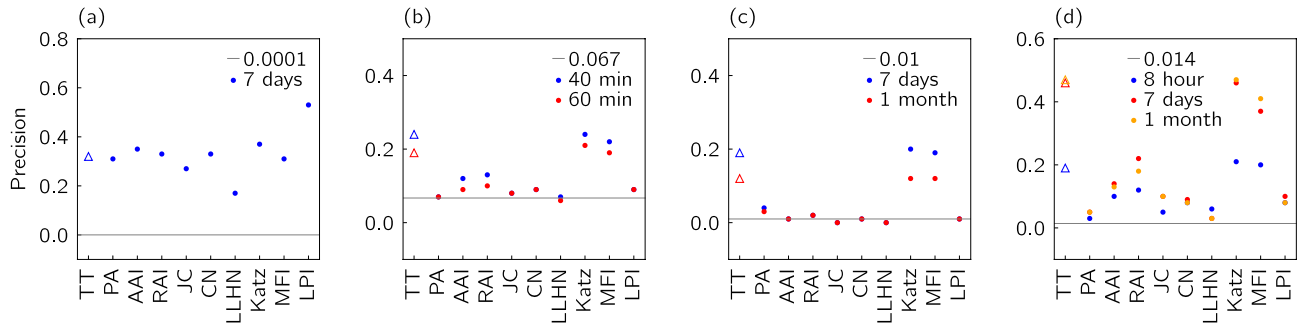 (a)
Precision
0.8
0.6
0.4
0.2
0.0
0.0001
7 days
TT PA AAI RAI JC CN LLHN Katz MFI LPI
(b)
0.4
0.2
0.0
0.067
40 min
60 min
TT PA AAI RAI JC CN LLHN Katz MFI LPI
(c)
0.4
0.2
0.0
0.01
7 days
1 month
TT PA AAI RAI JC CN LLHN Katz MFI LPI
(d)
0.6
0.4
0.2
0.0
0.014
8 hour
7 days
1 month
TT PA AAI RAI JC CN LLHN Katz MFI LPI